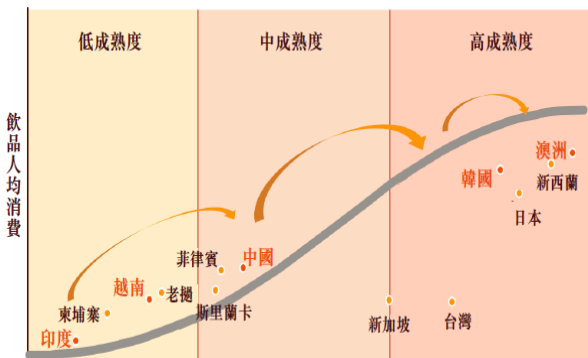 低成熟度
中成熟度
高成熟度
飲品人均消費
澳洲
韓國
新西蘭
日本
菲律賓
中國
越南
老撾
斯里蘭卡
柬埔寨
新加坡
台灣
印度